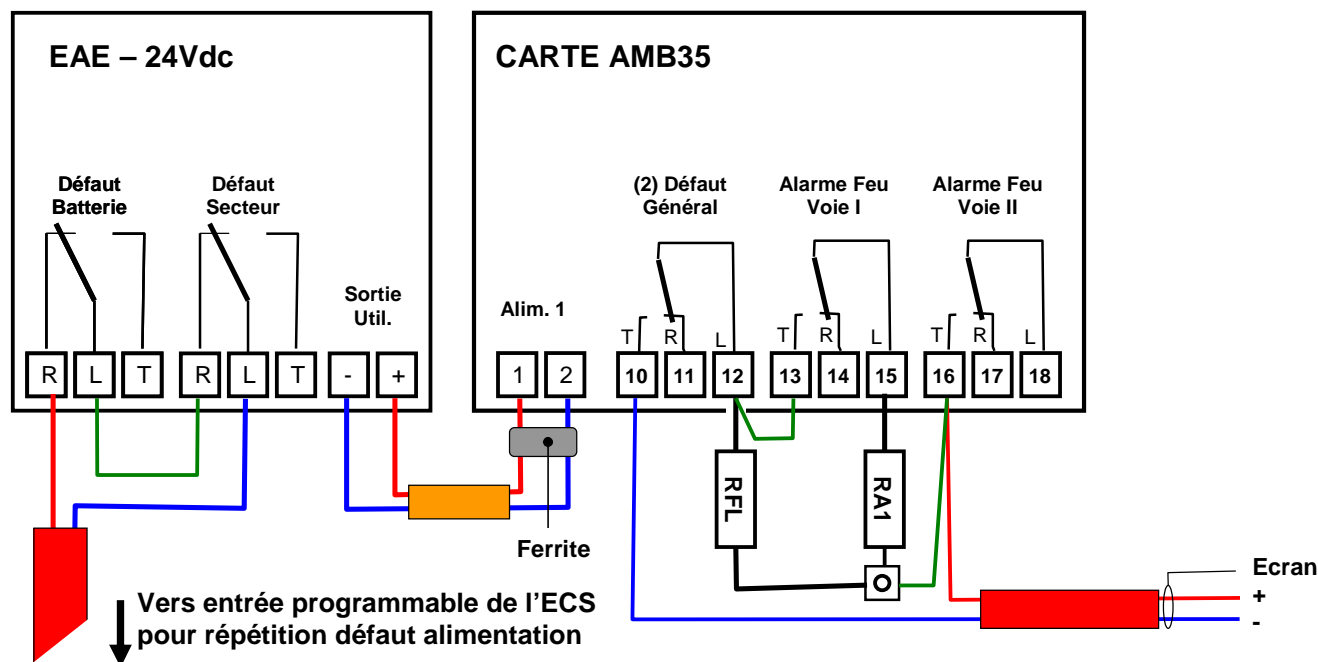 EAE – 24Vdc
CARTE AMB35
Défaut
Batterie
Défaut
Secteur
Sortie
Util.
Alim. 1
(2) Défaut
Général
Alarme Feu
Voie I
Alarme Feu
Voie II
T R L T R L T R L
R L T R L T - + 1 2 10 11 12 13 14 15 16 17 18
RFL
RA1
Ferrite
Ecran
+
-
Vers entrée programmable de l'ECS
pour répétition défaut alimentation